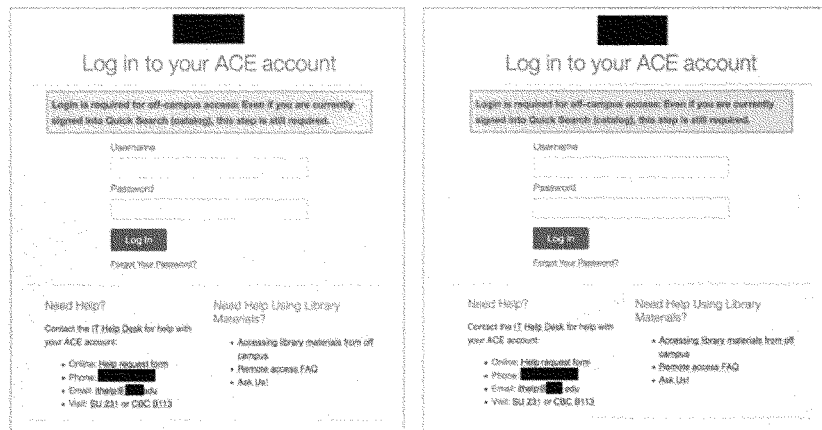 Log in to your ACE account
Login is required for off-campus access: Even if you are currently
signed into Quick Search (catalog), this step is still required.
Username
Password
Log In
Forgot Your Password?
Need Help?
Contact the IT Help Desk for help with
your ACE account:
• Online: Help request form
• Phone:
• Email: ithelp@ edu
• Visit: SU 231 or CBC B113
Need Help Using Library
Materials?
• Accessing library materials from off
campus
• Remote access FAQ
• Ask Us!
Log in to your ACE account
Login is required for off-campus access: Even if you are currently
signed into Quick Search (catalog), this step is still required.
Username
Password
Log In
Forgot Your Password?
Need Help?
Contact the IT Help Desk for help with
your ACE account:
• Online: Help request form
• Phone:
• Email: ithelp@ edu
• Visit: SU 231 or CBC B113
Need Help Using Library
Materials?
• Accessing library materials from off
campus
• Remote access FAQ
• Ask Us!